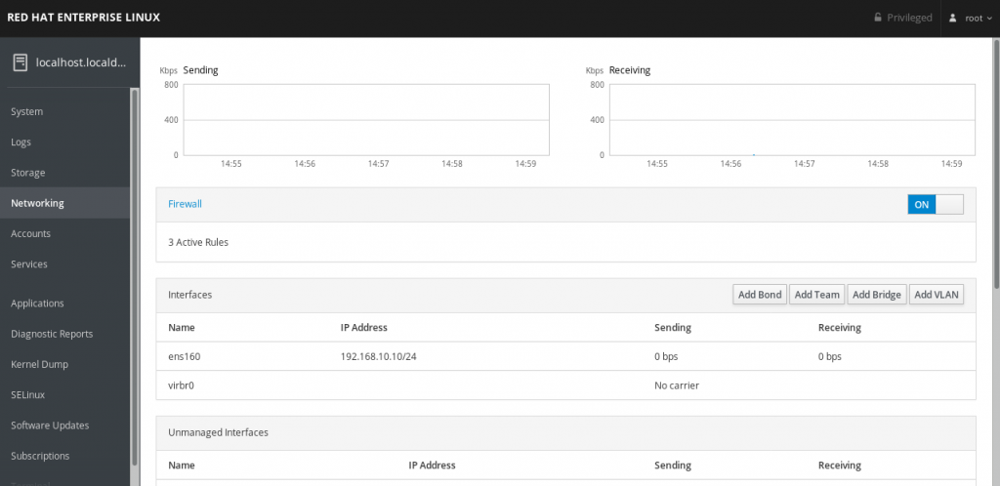 RED HAT ENTERPRISE LINUX
Privileged
root
localhost.locald...
System
Logs
Storage
Networking
Accounts
Services
Applications
Diagnostic Reports
Kernel Dump
SELinux
Software Updates
Subscriptions
Kbps Sending
800
400
0
14:55 14:56 14:57 14:58 14:59
Kbps Receiving
800
400
0
14:55 14:56 14:57 14:58 14:59
Firewall ON
3 Active Rules
Interfaces Add Bond Add Team Add Bridge Add VLAN
Name IP Address Sending Receiving
ens160 192.168.10.10/24 0 bps 0 bps
virbr0 No carrier
Unmanaged Interfaces
Name IP Address Sending Receiving